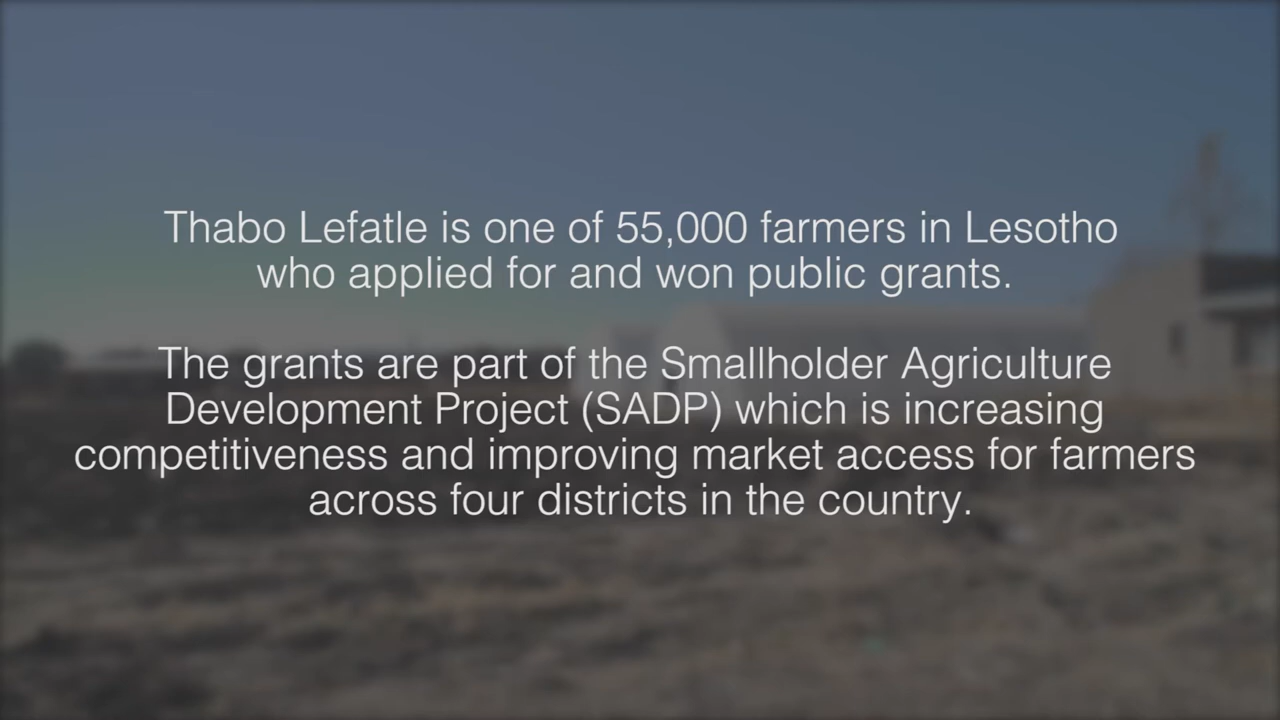 Thabo Lefatle is one of 55,000 farmers in Lesotho
who applied for and won public grants.
The grants are part of the Smallholder Agriculture
Development Project (SADP) which is increasing
competitiveness and improving market access for farmers
across four districts in the country.